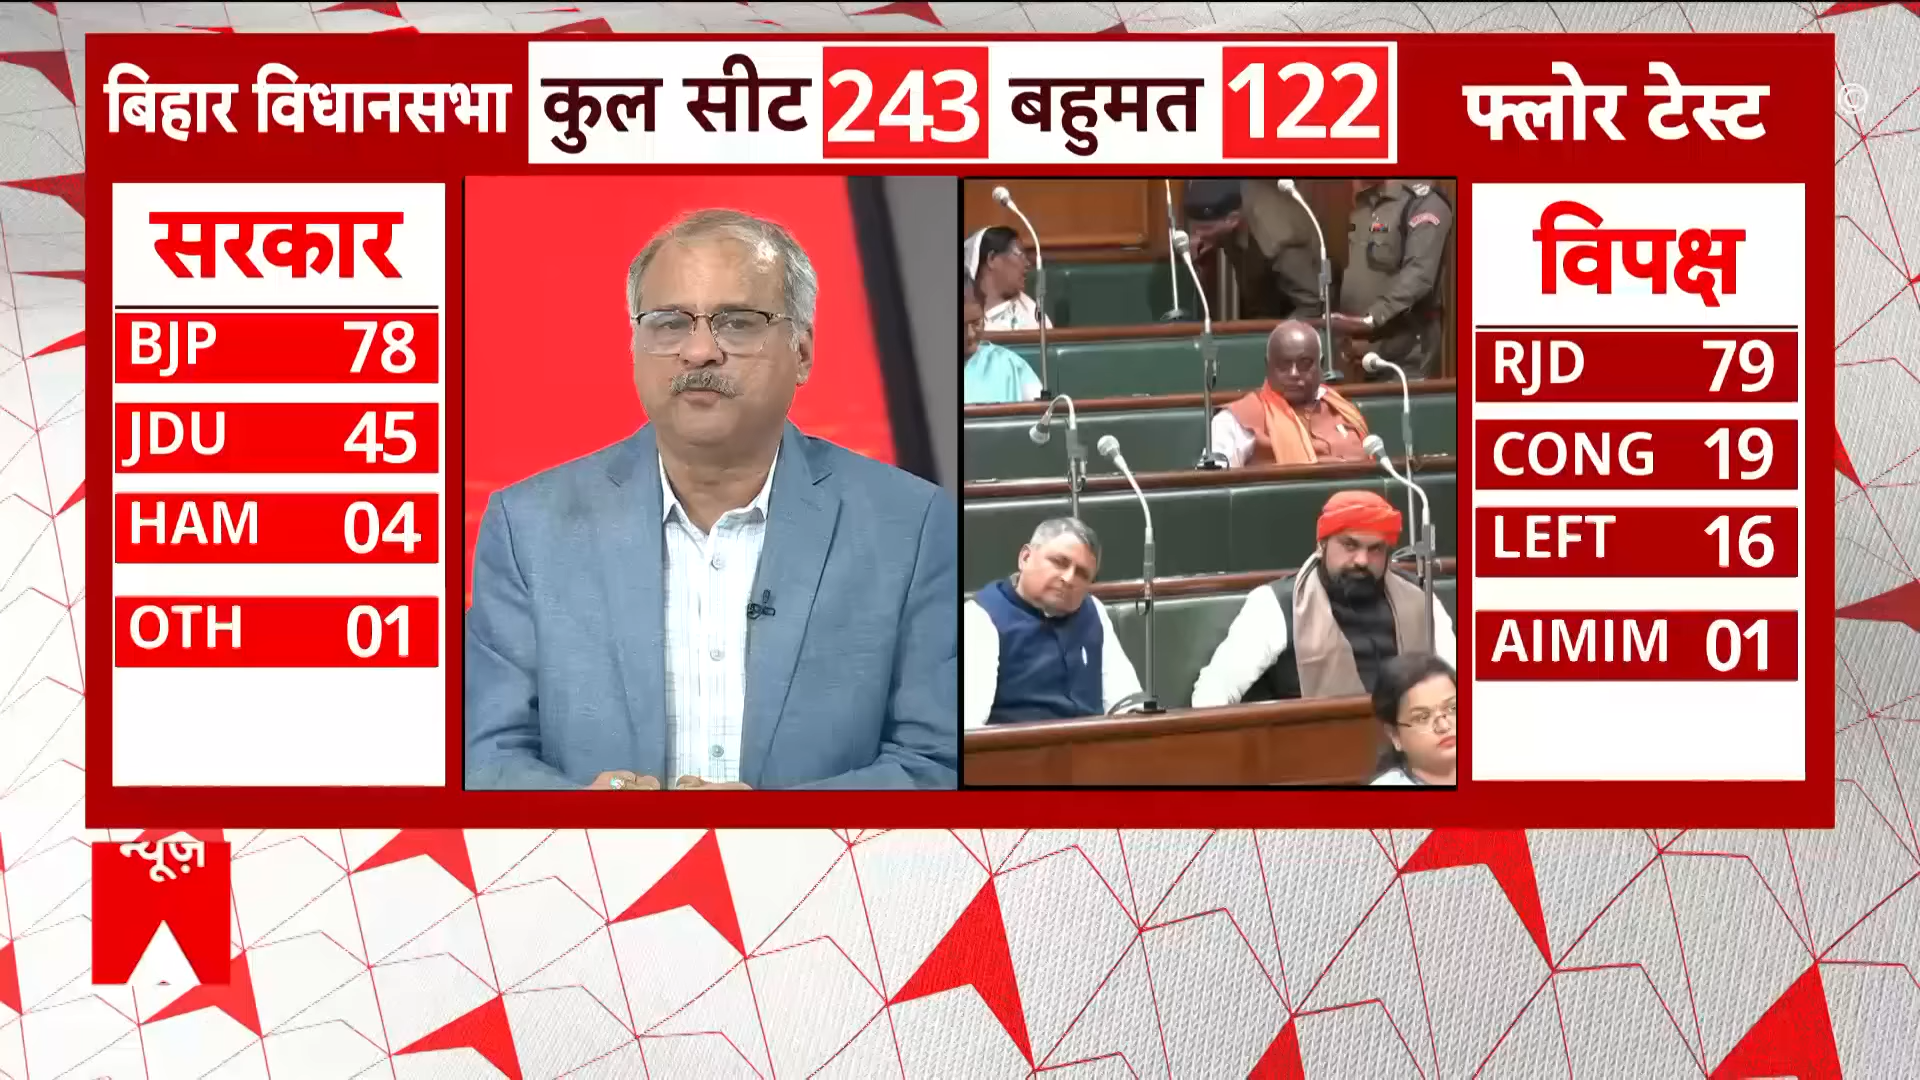 बिहार विधानसभा
कुल सीट 243 बहुमत 122
फ्लोर टेस्ट
©
सरकार
BJP 78
JDU 45
HAM 04
OTH 01
विपक्ष
RJD 79
CONG 19
LEFT 16
AIMIM 01
न्यूज़